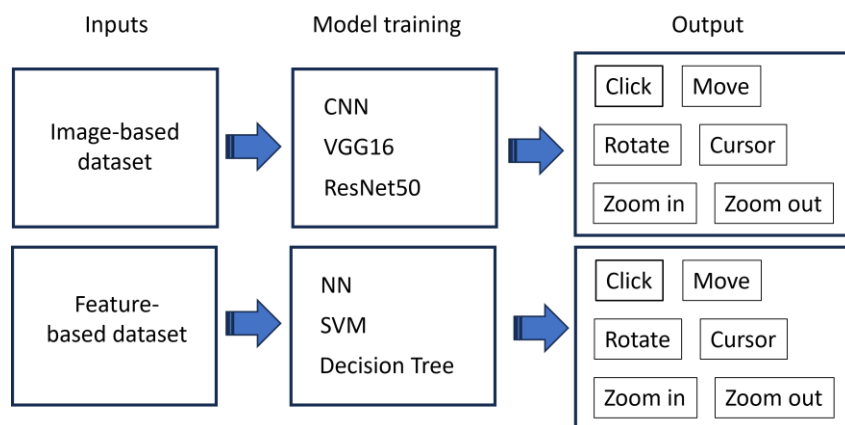 Inputs
Model training
Output
Image-based
dataset
CNN
VGG16
ResNet50
Click
Move
Rotate
Cursor
Zoom in
Zoom out
Feature-
based dataset
NN
SVM
Decision Tree
Click
Move
Rotate
Cursor
Zoom in
Zoom out